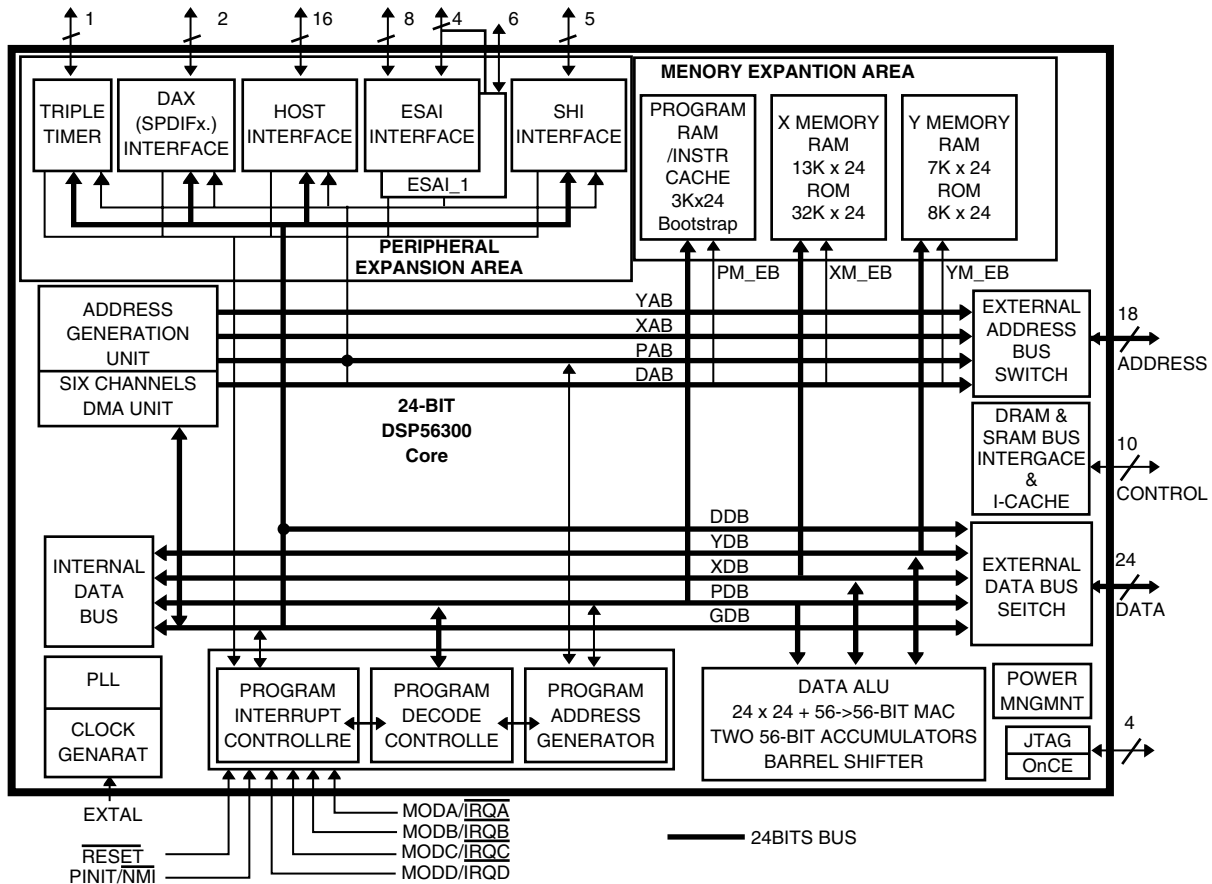 1
2
16
8
4
6
5
TRIPLE
TIMER
DAX
(SPDIFx.)
INTERFACE
HOST
INTERFACE
ESAI
INTERFACE
ESAI_1
SHI
INTERFACE
PERIPHERAL
EXPANSION AREA
MENORY EXPANTION AREA
PROGRAM
RAM
/INSTR
CACHE
3Kx24
Bootstrap
X MEMORY
RAM
13K x 24
ROM
32K x 24
Y MEMORY
RAM
7K x 24
ROM
8K x 24
PM_EB
XM_EB
YM_EB
ADDRESS
GENERATION
UNIT
SIX CHANNELS
DMA UNIT
YAB
XAB
PAB
DAB
EXTERNAL
ADDRESS
BUS
SWITCH
18
ADDRESS
24-BIT
DSP56300
Core
DRAM &
SRAM BUS
INTERGACE
&
I-CACHE
10
CONTROL
INTERNAL
DATA
BUS
DDB
YDB
XDB
PDB
GDB
EXTERNAL
DATA BUS
SEITCH
24
DATA
PLL
CLOCK
GENARAT
EXTAL
PROGRAM
INTERRUPT
CONTROLLRE
PROGRAM
DECODE
CONTROLLE
PROGRAM
ADDRESS
GENERATOR
DATA ALU
24 x 24 + 56->56-BIT MAC
TWO 56-BIT ACCUMULATORS
BARREL SHIFTER
POWER
MNGMNT
JTAG
OnCE
4
RESET
PINIT/NMI
MODA/IRQA
MODB/IRQB
MODC/IRQC
MODD/IRQD
24BITS BUS